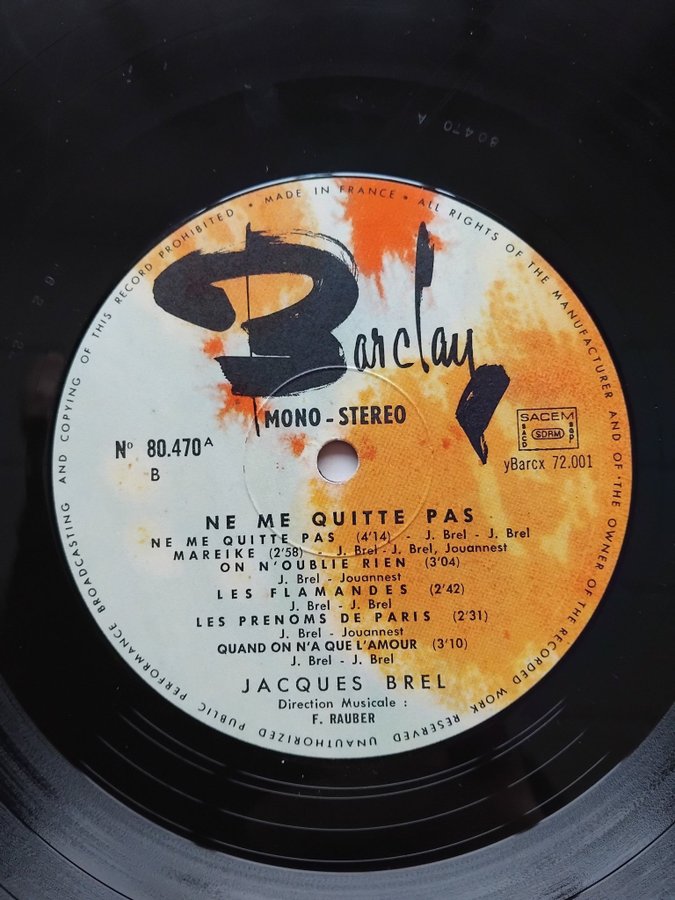 80470 A
MADE IN FRANCE • ALL RIGHTS OF THE MANUFACTURER AND OF THE OWNER OF THE RECORDED WORK RESERVED UNAUTHORIZED PUBLIC PERFORMANCE BROADCASTING AND COPYING OF THIS RECORD PROHIBITED •
Barclay
MONO - STEREO
Nº 80.470 A
B
SACEM
SACD SDRM SGDL
yBarcx 72.001
NE ME QUITTE PAS
NE ME QUITTE PAS (4'14) - J. Brel - J. Brel
MAREIKE (2'58) J. Brel - J. Brel, Jouannest
ON N'OUBLIE RIEN (3'04)
J. Brel - Jouannest
LES FLAMANDES (2'42)
J. Brel - J. Brel
LES PRENOMS DE PARIS (2'31)
J. Brel - Jouannest
QUAND ON N'A QUE L'AMOUR (3'10)
J. Brel - J. Brel
JACQUES BREL
Direction Musicale :
F. RAUBER